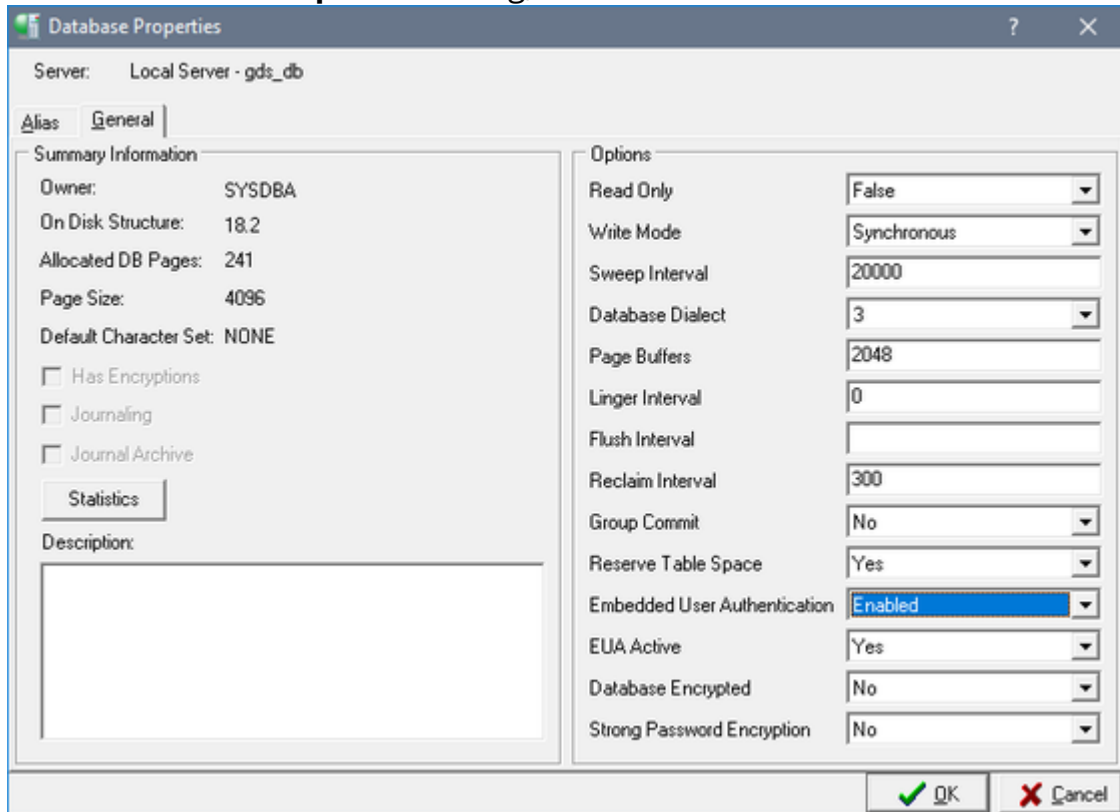 Database Properties ?
Server: Local Server - gds_db
Alias General
Summary Information
Owner: SYSDBA
On Disk Structure: 18.2
Allocated DB Pages: 241
Page Size: 4096
Default Character Set: NONE
Has Encryptions
Journaling
Journal Archive
Statistics
Description:
Options
Read Only False
Write Mode Synchronous
Sweep Interval 20000
Database Dialect 3
Page Buffers 2048
Linger Interval 0
Flush Interval
Reclaim Interval 300
Group Commit No
Reserve Table Space Yes
Embedded User Authentication Enabled
EUA Active Yes
Database Encrypted No
Strong Password Encryption No
OK Cancel